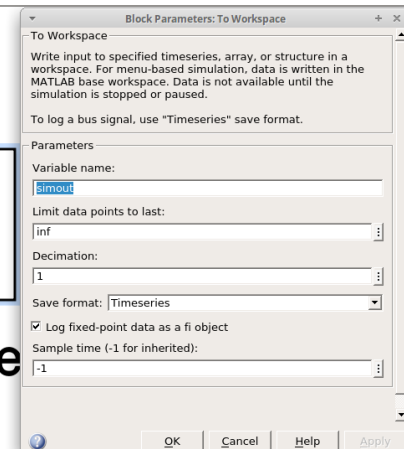 Block Parameters: To Workspace
To Workspace
Write input to specified timeseries, array, or structure in a
workspace. For menu-based simulation, data is written in the
MATLAB base workspace. Data is not available until the
simulation is stopped or paused.
To log a bus signal, use "Timeseries" save format.
Parameters
Variable name:
simout
Limit data points to last:
inf
Decimation:
1
Save format: Timeseries
Log fixed-point data as a fi object
Sample time (-1 for inherited):
-1
e
OK Cancel Help Apply